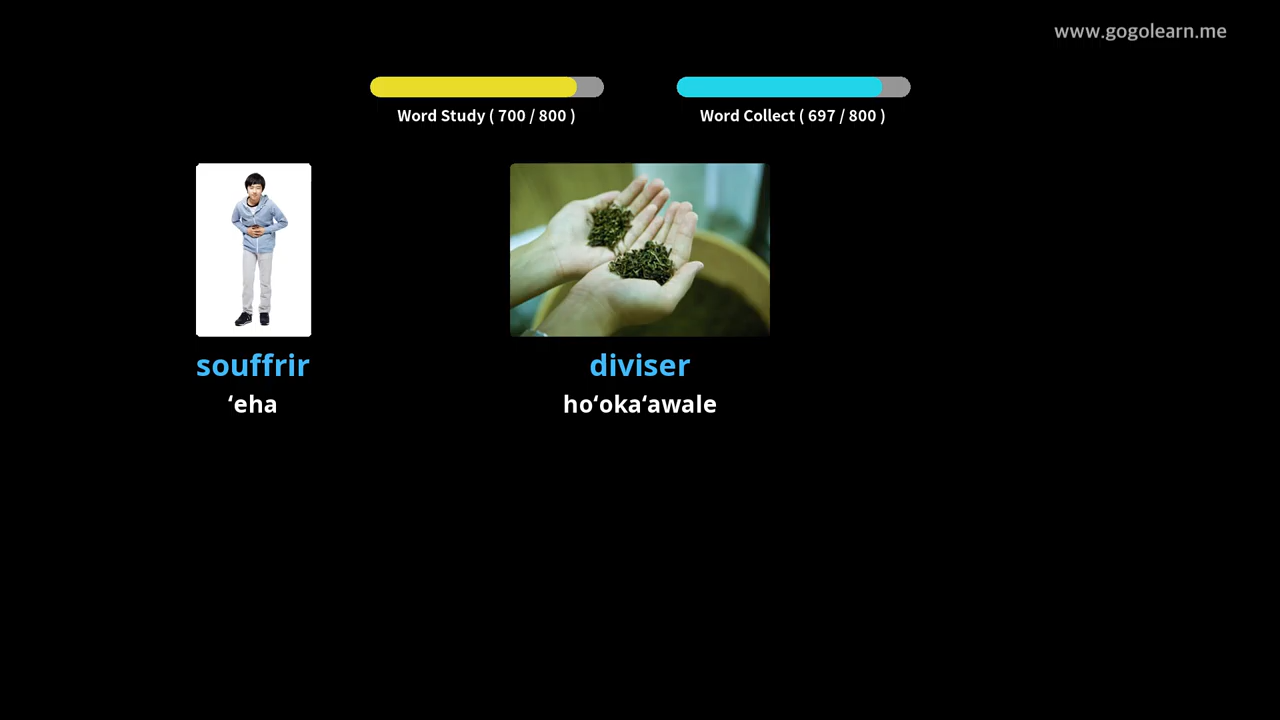 www.gogolearn.me
Word Study ( 700 / 800 )
Word Collect ( 697 / 800 )
souffrir
ʻeha
diviser
hoʻokaʻawale